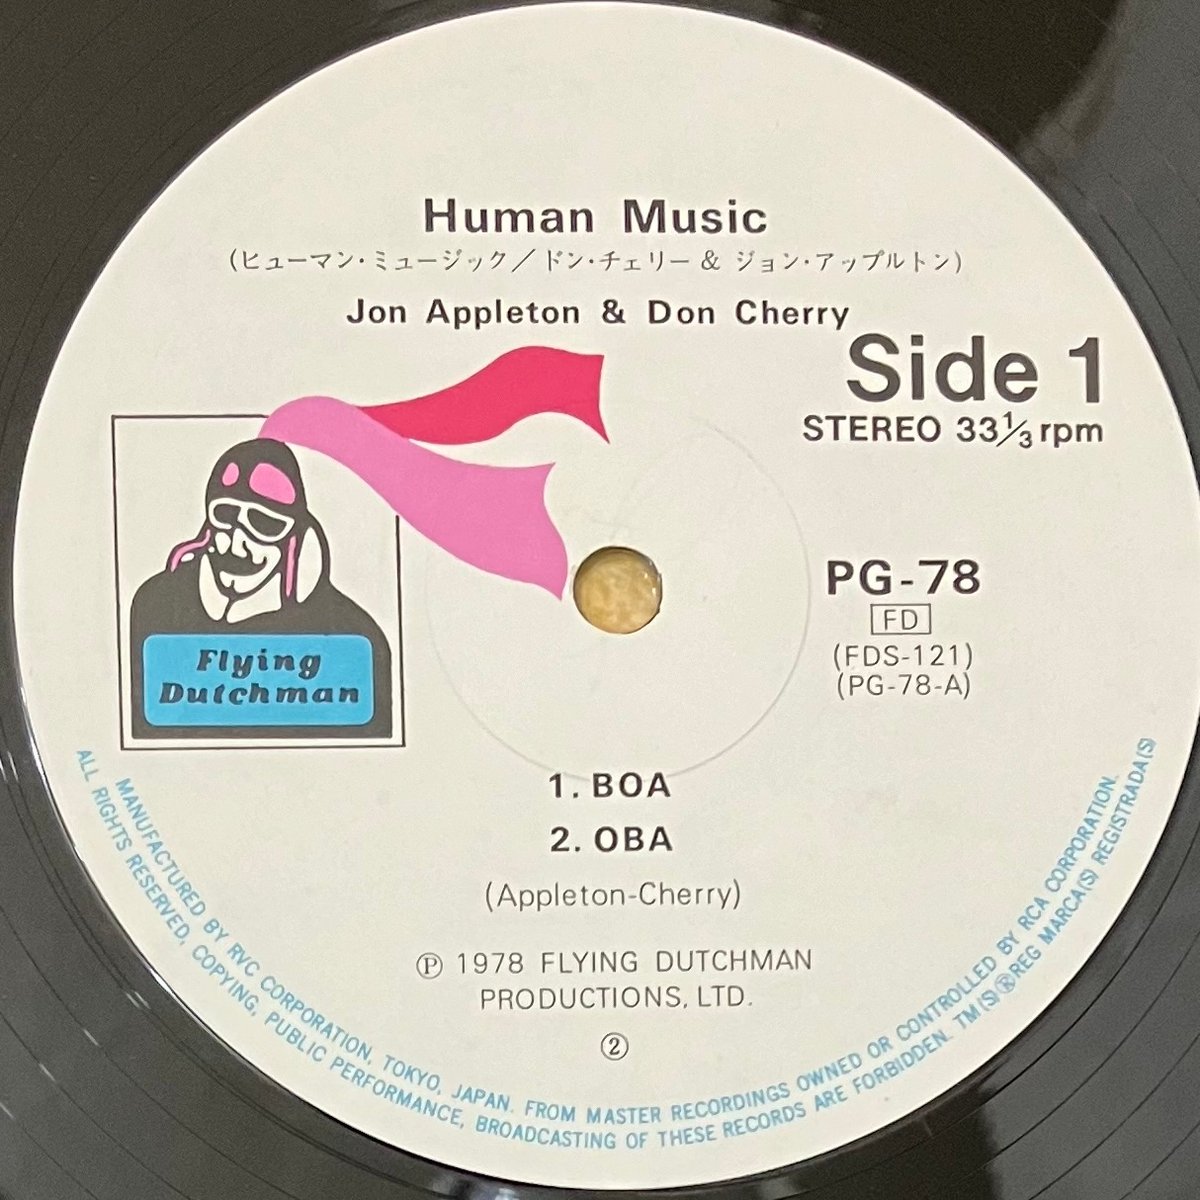 Human Music
(ヒューマン・ミュージック／ドン・チェリー & ジョン・アップルトン)
Jon Appleton & Don Cherry
Side 1
STEREO 33⅓ rpm
PG-78
FD
(FDS-121)
(PG-78-A)
Flying
Dutchman
1. BOA
2. OBA
(Appleton-Cherry)
Ⓟ 1978 FLYING DUTCHMAN
PRODUCTIONS, LTD.
②
MANUFACTURED BY RVC CORPORATION, TOKYO, JAPAN. FROM MASTER RECORDINGS OWNED OR CONTROLLED BY RCA CORPORATION.
ALL RIGHTS RESERVED, COPYING, PUBLIC PERFORMANCE, BROADCASTING OF THESE RECORDS ARE FORBIDDEN. TM(S)®REG MARCA(S) REGISTRADA(S)